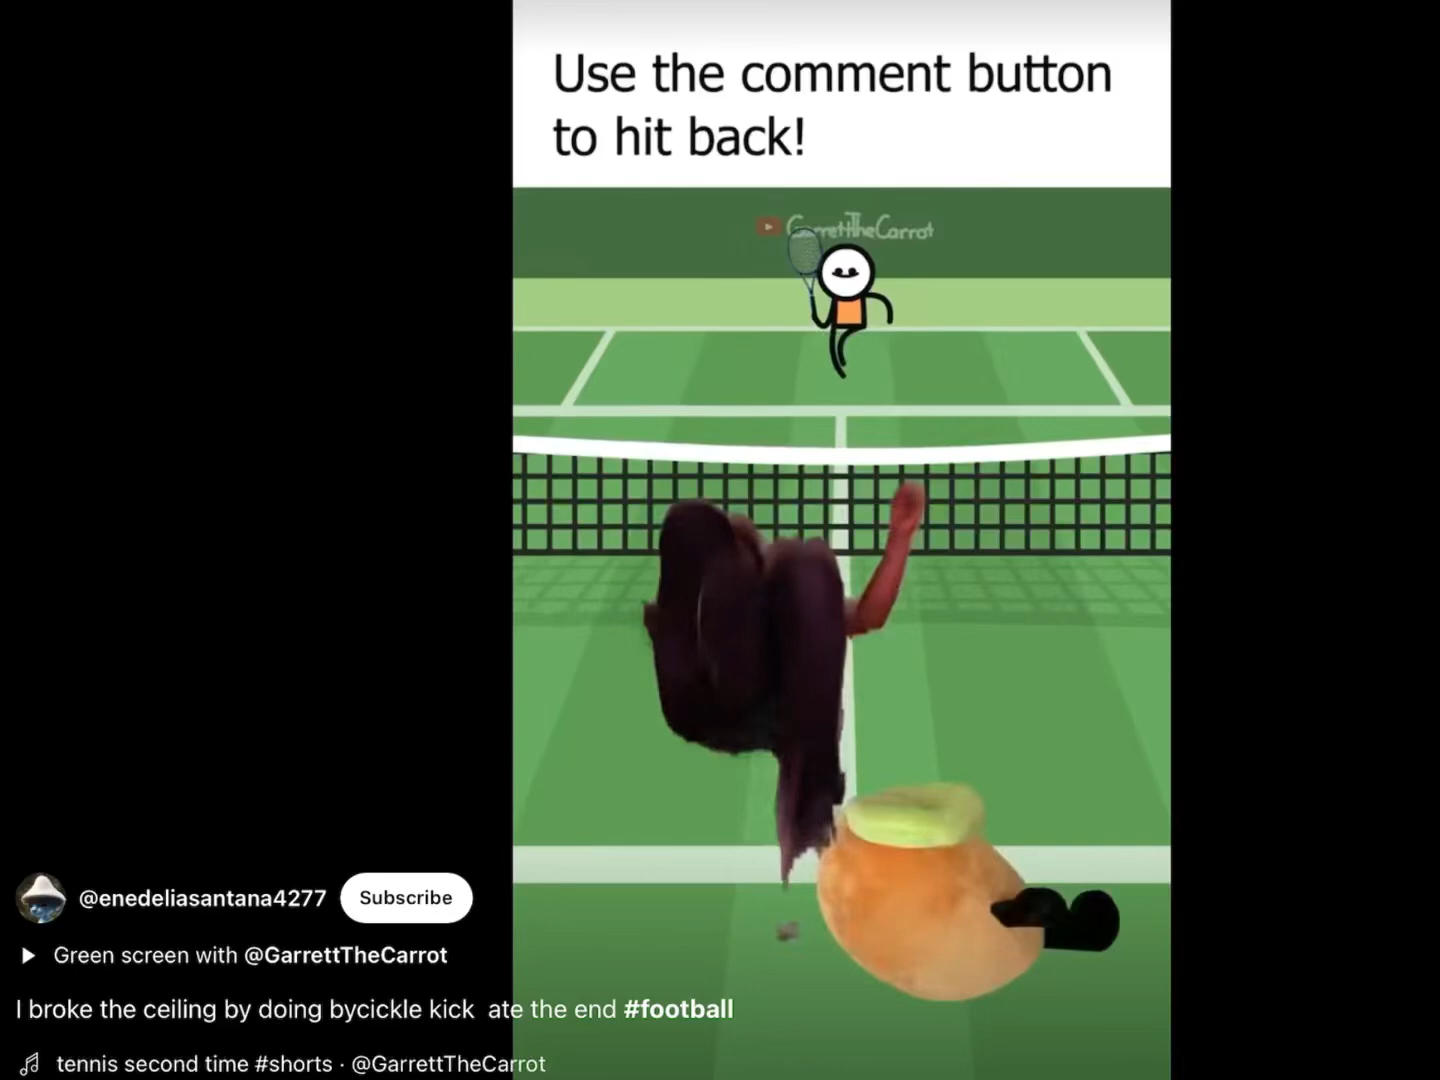 Use the comment button
to hit back!
GarrettTheCarrot
@enedeliasantana4277 Subscribe
Green screen with @GarrettTheCarrot
I broke the ceiling by doing bycickle kick ate the end #football
tennis second time #shorts · @GarrettTheCarrot